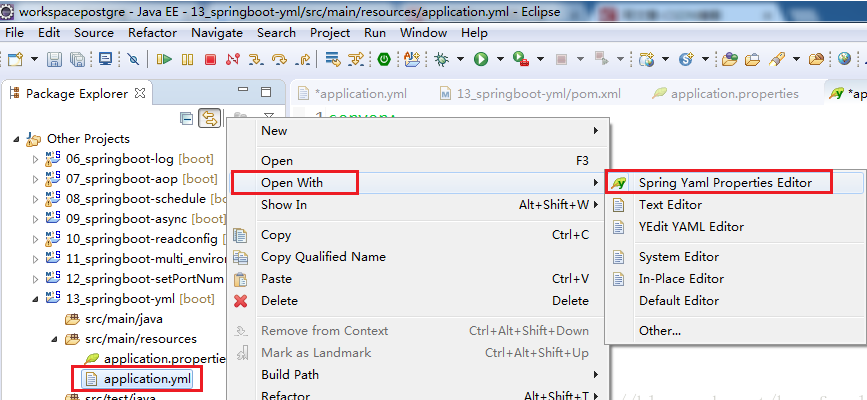 workspacepostgre - Java EE - 13_springboot-yml/src/main/resources/application.yml - Eclipse
File Edit Source Refactor Navigate Search Project Run Window Help
Package Explorer
*application.yml
13_springboot-yml/pom.xml
application.properties
*ap
1
Other Projects
06_springboot-log [boot]
07_springboot-aop [boot]
08_springboot-schedule [boot]
09_springboot-async [boot]
10_springboot-readconfig [boot]
11_springboot-multi_environ
12_springboot-setPortNum
13_springboot-yml [boot]
src/main/java
src/main/resources
application.propertie
application.yml
src/test/java
New
Open F3
Open With
Show In Alt+Shift+W
Copy Ctrl+C
Copy Qualified Name
Paste Ctrl+V
Delete Delete
Remove from Context Ctrl+Alt+Shift+Down
Mark as Landmark Ctrl+Alt+Shift+Up
Build Path
Refactor Alt+Shift+T
Spring Yaml Properties Editor
Text Editor
YEdit YAML Editor
System Editor
In-Place Editor
Default Editor
Other...